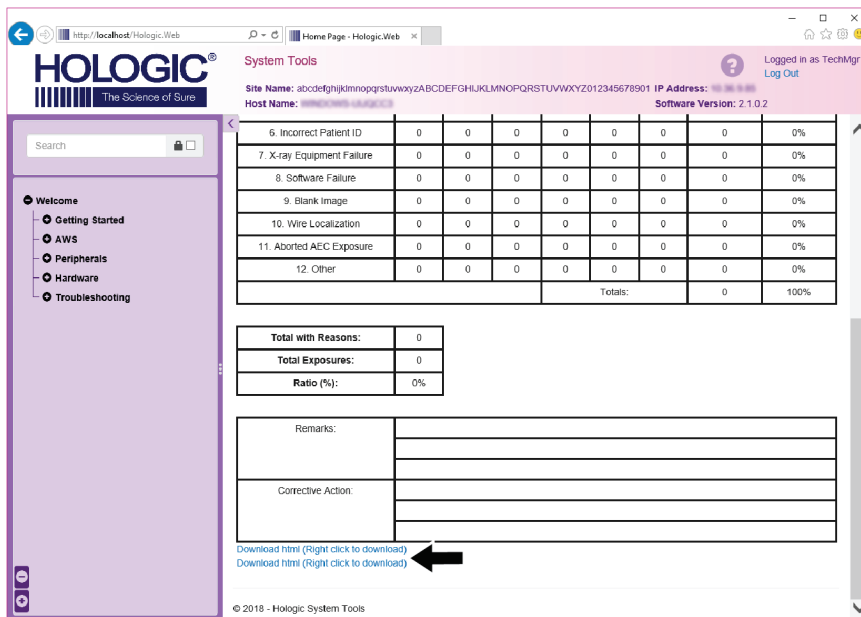 http://localhost/Hologic.Web
Home Page - Hologic.Web
HOLOGIC®
The Science of Sure
System Tools
Logged in as TechMgr
Log Out
Site Name: abcdefghijklmnopqrstuvwxyzABCDEFGHIJKLMNOPQRSTUVWXYZ012345678901 IP Address:
Host Name: Software Version: 2.1.0.2
Search
Welcome
Getting Started
AWS
Peripherals
Hardware
Troubleshooting
6. Incorrect Patient ID 0 0 0 0 0 0 0 0%
7. X-ray Equipment Failure 0 0 0 0 0 0 0 0%
8. Software Failure 0 0 0 0 0 0 0 0%
9. Blank Image 0 0 0 0 0 0 0 0%
10. Wire Localization 0 0 0 0 0 0 0 0%
11. Aborted AEC Exposure 0 0 0 0 0 0 0 0%
12. Other 0 0 0 0 0 0 0 0%
Totals: 0 100%
Total with Reasons: 0
Total Exposures: 0
Ratio (%): 0%
Remarks:
Corrective Action:
Download html (Right click to download)
Download html (Right click to download)
© 2018 - Hologic System Tools